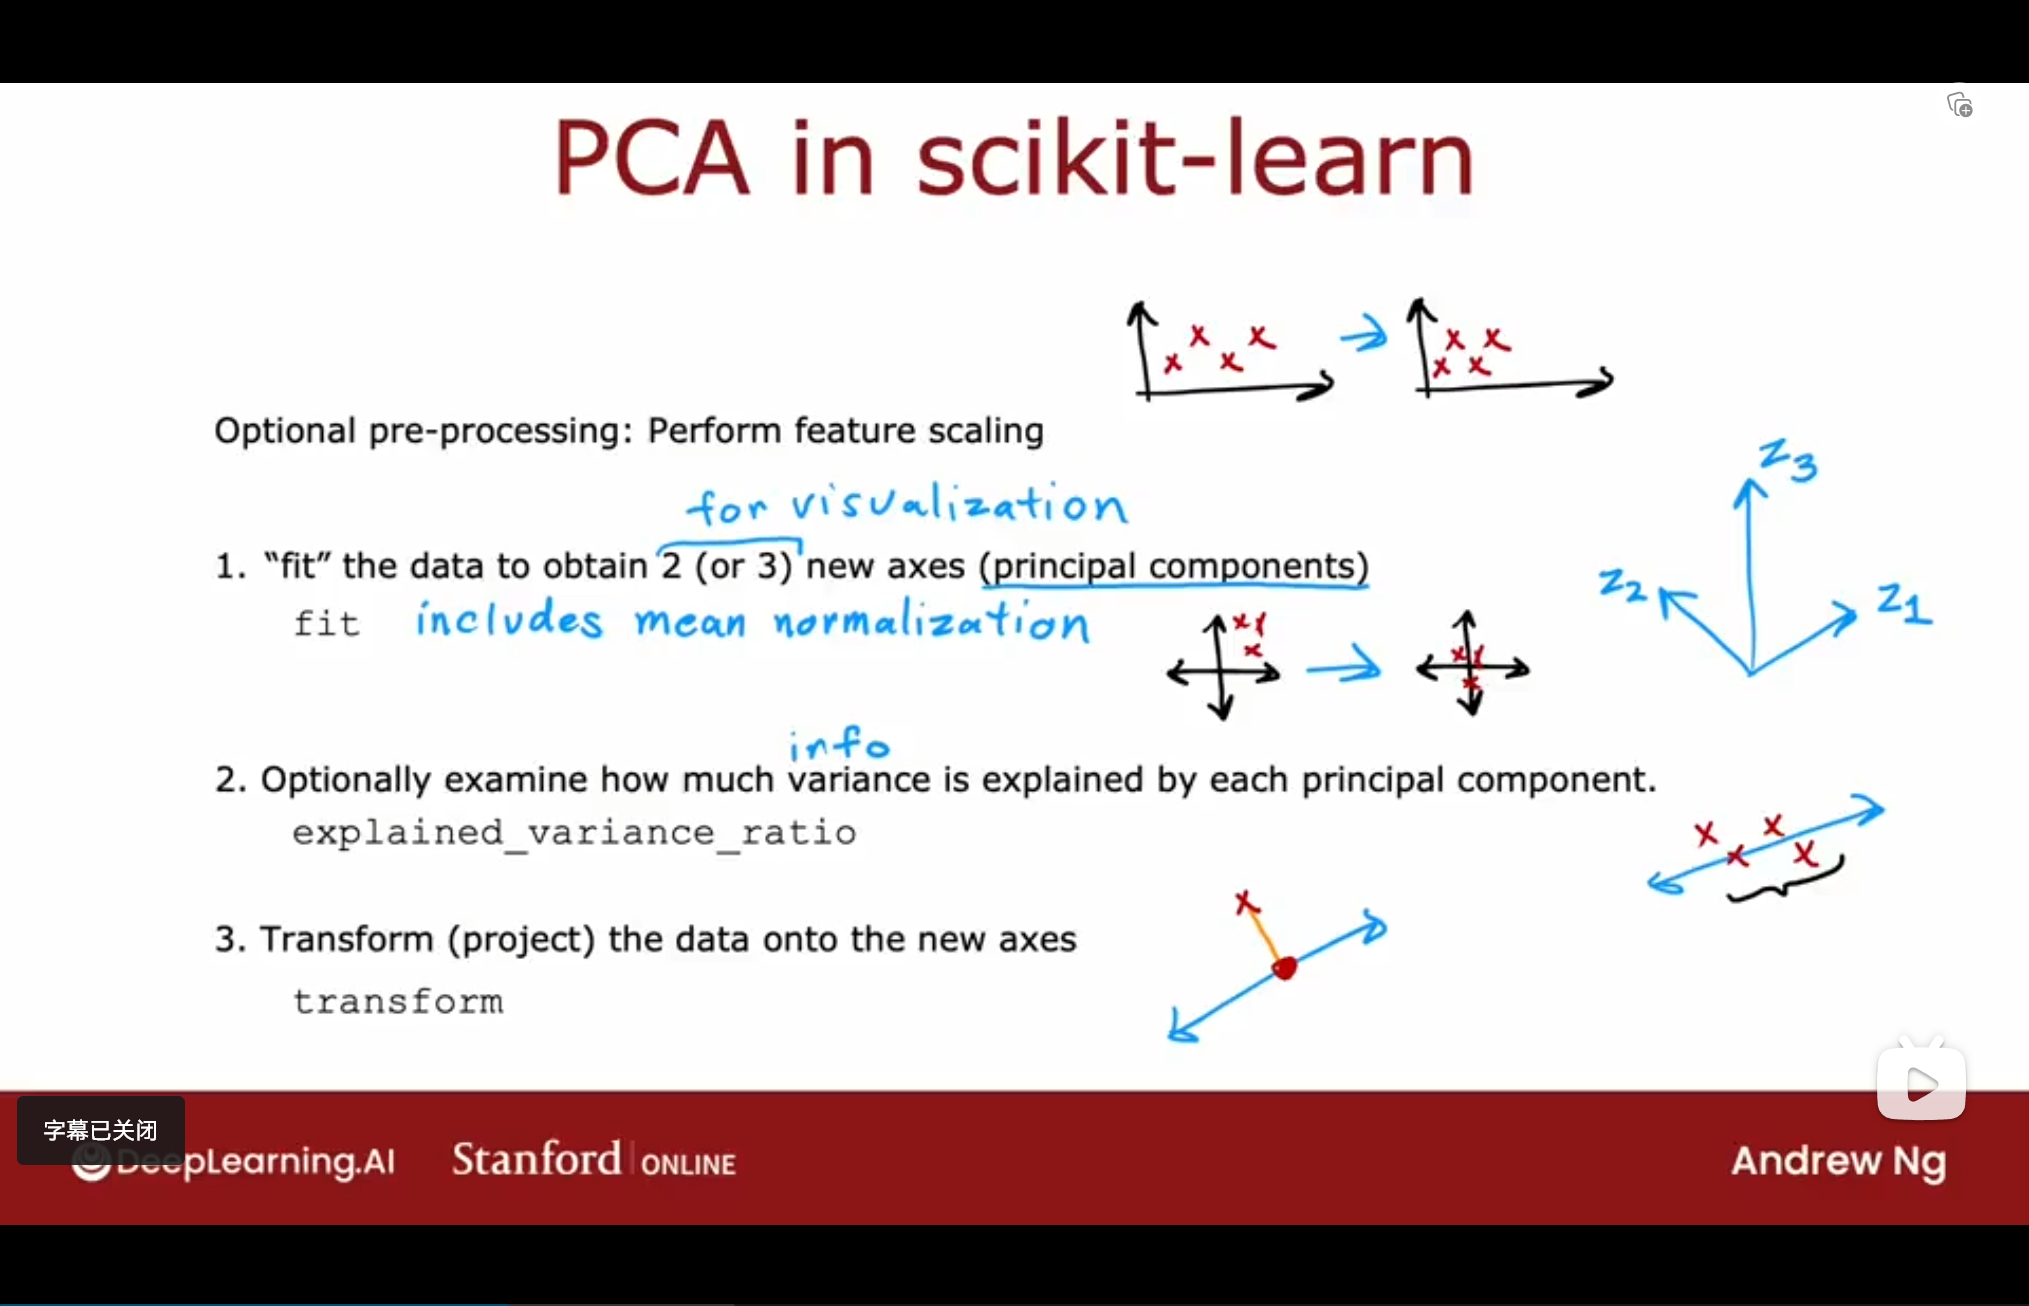 PCA in scikit-learn
Optional pre-processing: Perform feature scaling
for visualization
1. “fit” the data to obtain 2 (or 3) new axes (principal components)
fit includes mean normalization
z3
z2
z1
info
2. Optionally examine how much variance is explained by each principal component.
explained_variance_ratio
3. Transform (project) the data onto the new axes
transform
字幕已关闭
DeepLearning.AI Stanford ONLINE Andrew Ng